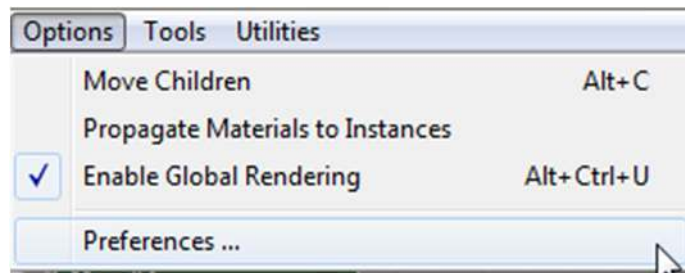 Options Tools Utilities
Move Children Alt+C
Propagate Materials to Instances
Enable Global Rendering Alt+Ctrl+U
Preferences ...